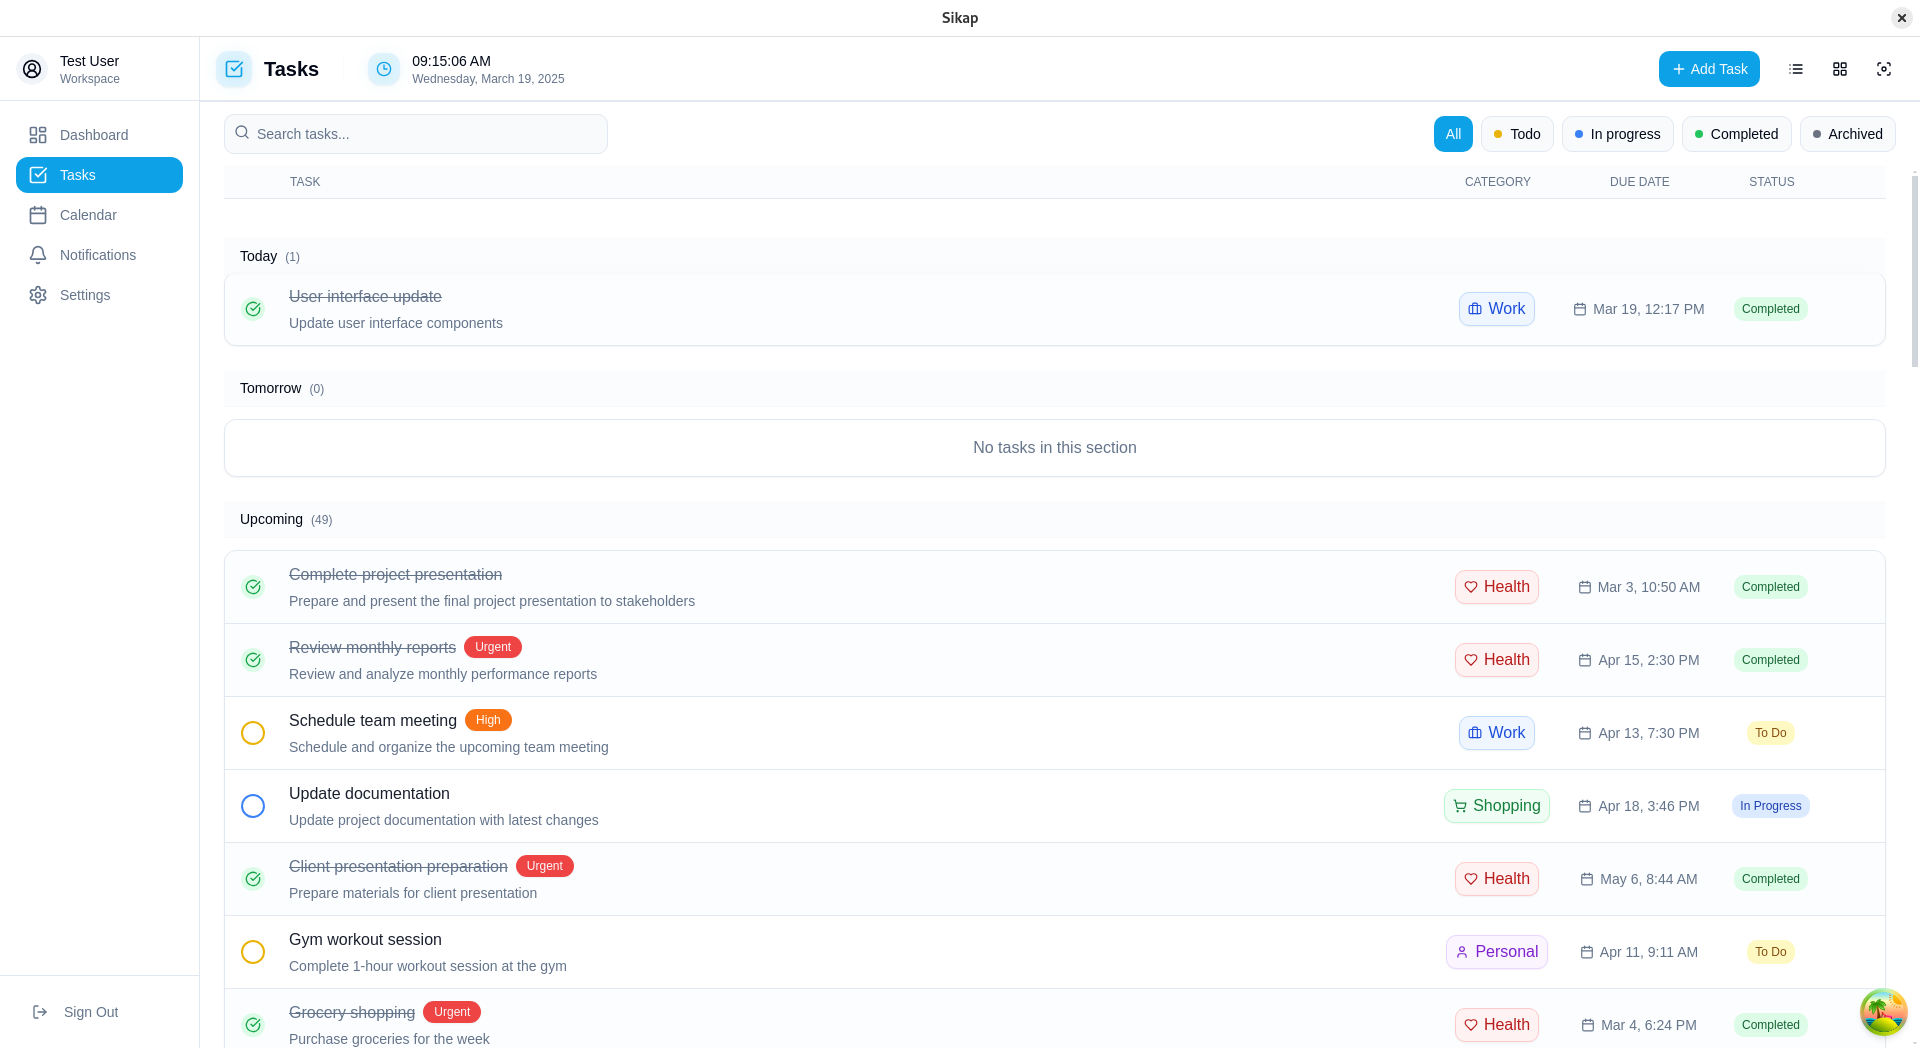 Sikap
Test User
Workspace
Tasks
09:15:06 AM
Wednesday, March 19, 2025
Add Task
Dashboard
Tasks
Calendar
Notifications
Settings
Sign Out
Search tasks...
All
Todo
In progress
Completed
Archived
TASK CATEGORY DUE DATE STATUS
Today (1)
User interface update
Update user interface components
Work
Mar 19, 12:17 PM
Completed
Tomorrow (0)
No tasks in this section
Upcoming (49)
Complete project presentation
Prepare and present the final project presentation to stakeholders
Health
Mar 3, 10:50 AM
Completed
Review monthly reports Urgent
Review and analyze monthly performance reports
Health
Apr 15, 2:30 PM
Completed
Schedule team meeting High
Schedule and organize the upcoming team meeting
Work
Apr 13, 7:30 PM
To Do
Update documentation
Update project documentation with latest changes
Shopping
Apr 18, 3:46 PM
In Progress
Client presentation preparation Urgent
Prepare materials for client presentation
Health
May 6, 8:44 AM
Completed
Gym workout session
Complete 1-hour workout session at the gym
Personal
Apr 11, 9:11 AM
To Do
Grocery shopping Urgent
Purchase groceries for the week
Health
Mar 4, 6:24 PM
Completed